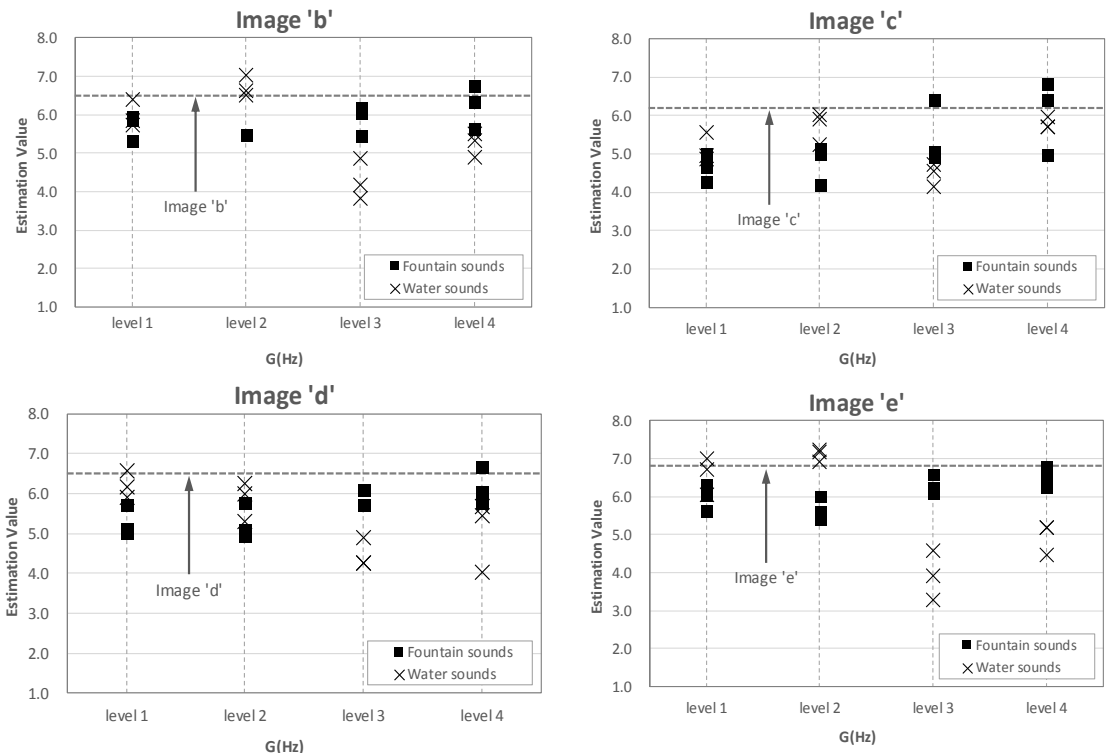 Image 'b'
8.0
7.0
6.0
5.0
4.0
3.0
2.0
1.0
Estimation Value
Image 'b'
Fountain sounds
Water sounds
level 1 level 2 level 3 level 4
G(Hz)
Image 'c'
8.0
7.0
6.0
5.0
4.0
3.0
2.0
1.0
Estimation Value
Image 'c'
Fountain sounds
Water sounds
level 1 level 2 level 3 level 4
G(Hz)
Image 'd'
8.0
7.0
6.0
5.0
4.0
3.0
2.0
1.0
Estimation Value
Image 'd'
Fountain sounds
Water sounds
level 1 level 2 level 3 level 4
G(Hz)
Image 'e'
8.0
7.0
6.0
5.0
4.0
3.0
2.0
1.0
Estimation Value
Image 'e'
Fountain sounds
Water sounds
level 1 level 2 level 3 level 4
G(Hz)